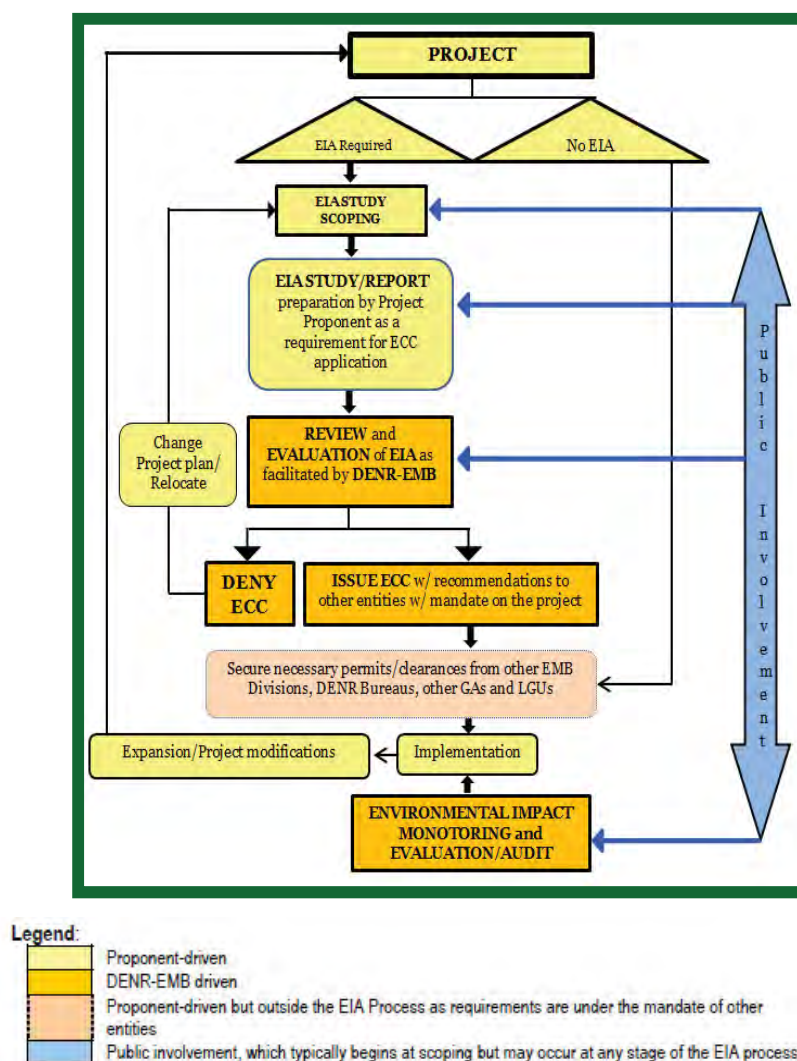 PROJECT
EIA Required
No EIA
EIA STUDY
SCOPING
EIA STUDY/REPORT
preparation by Project
Proponent as a
requirement for ECC
application
Change
Project plan/
Relocate
REVIEW and
EVALUATION of EIA as
facilitated by DENR-EMB
DENY
ECC
ISSUE ECC w/ recommendations to
other entities w/ mandate on the project
Secure necessary permits/clearances from other EMB
Divisions, DENR Bureaus, other GAs and LGUs
Expansion/Project modifications
Implementation
ENVIRONMENTAL IMPACT
MONOTORING and
EVALUATION/AUDIT
Public Involvement
Legend:
Proponent-driven
DENR-EMB driven
Proponent-driven but outside the EIA Process as requirements are under the mandate of other
entities
Public involvement, which typically begins at scoping but may occur at any stage of the EIA process